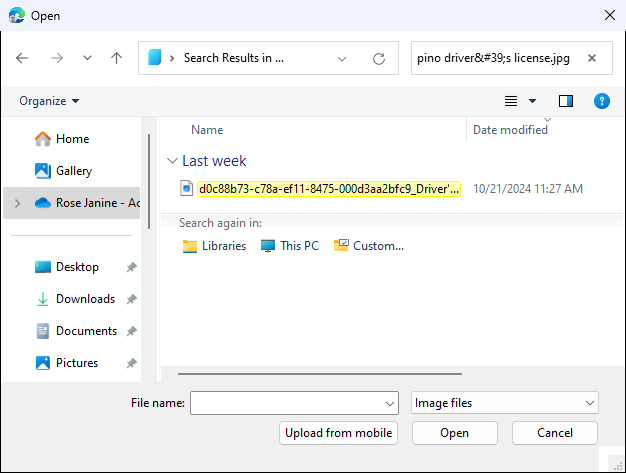 Open
Search Results in ...
pino driver&#39;s license.jpg
Organize
Home
Gallery
Rose Janine - Ac
Desktop
Downloads
Documents
Pictures
Name
Date modified
Last week
d0c88b73-c78a-ef11-8475-000d3aa2bfc9_Driver'...
10/21/2024 11:27 AM
Search again in:
Libraries
This PC
Custom...
File name:
Image files
Upload from mobile
Open
Cancel